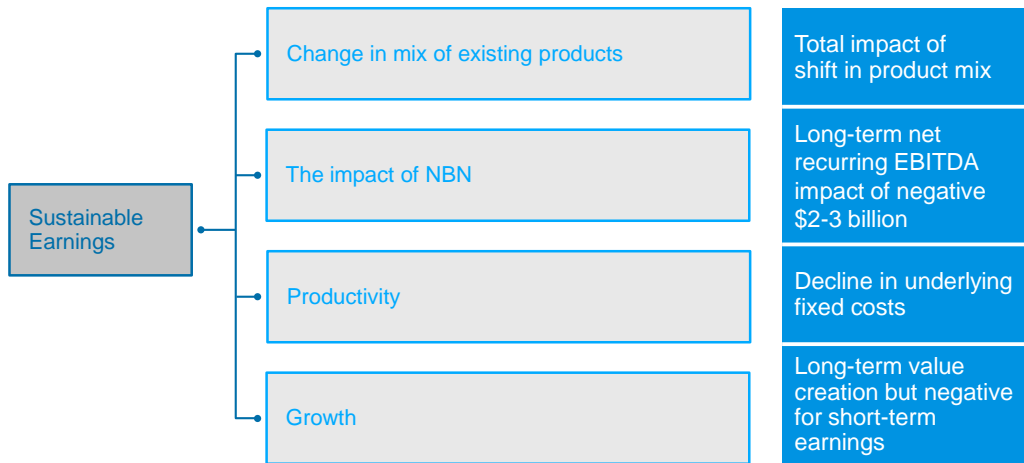 Sustainable
Earnings
Change in mix of existing products
Total impact of
shift in product mix
The impact of NBN
Long-term net
recurring EBITDA
impact of negative
$2-3 billion
Productivity
Decline in underlying
fixed costs
Growth
Long-term value
creation but negative
for short-term
earnings